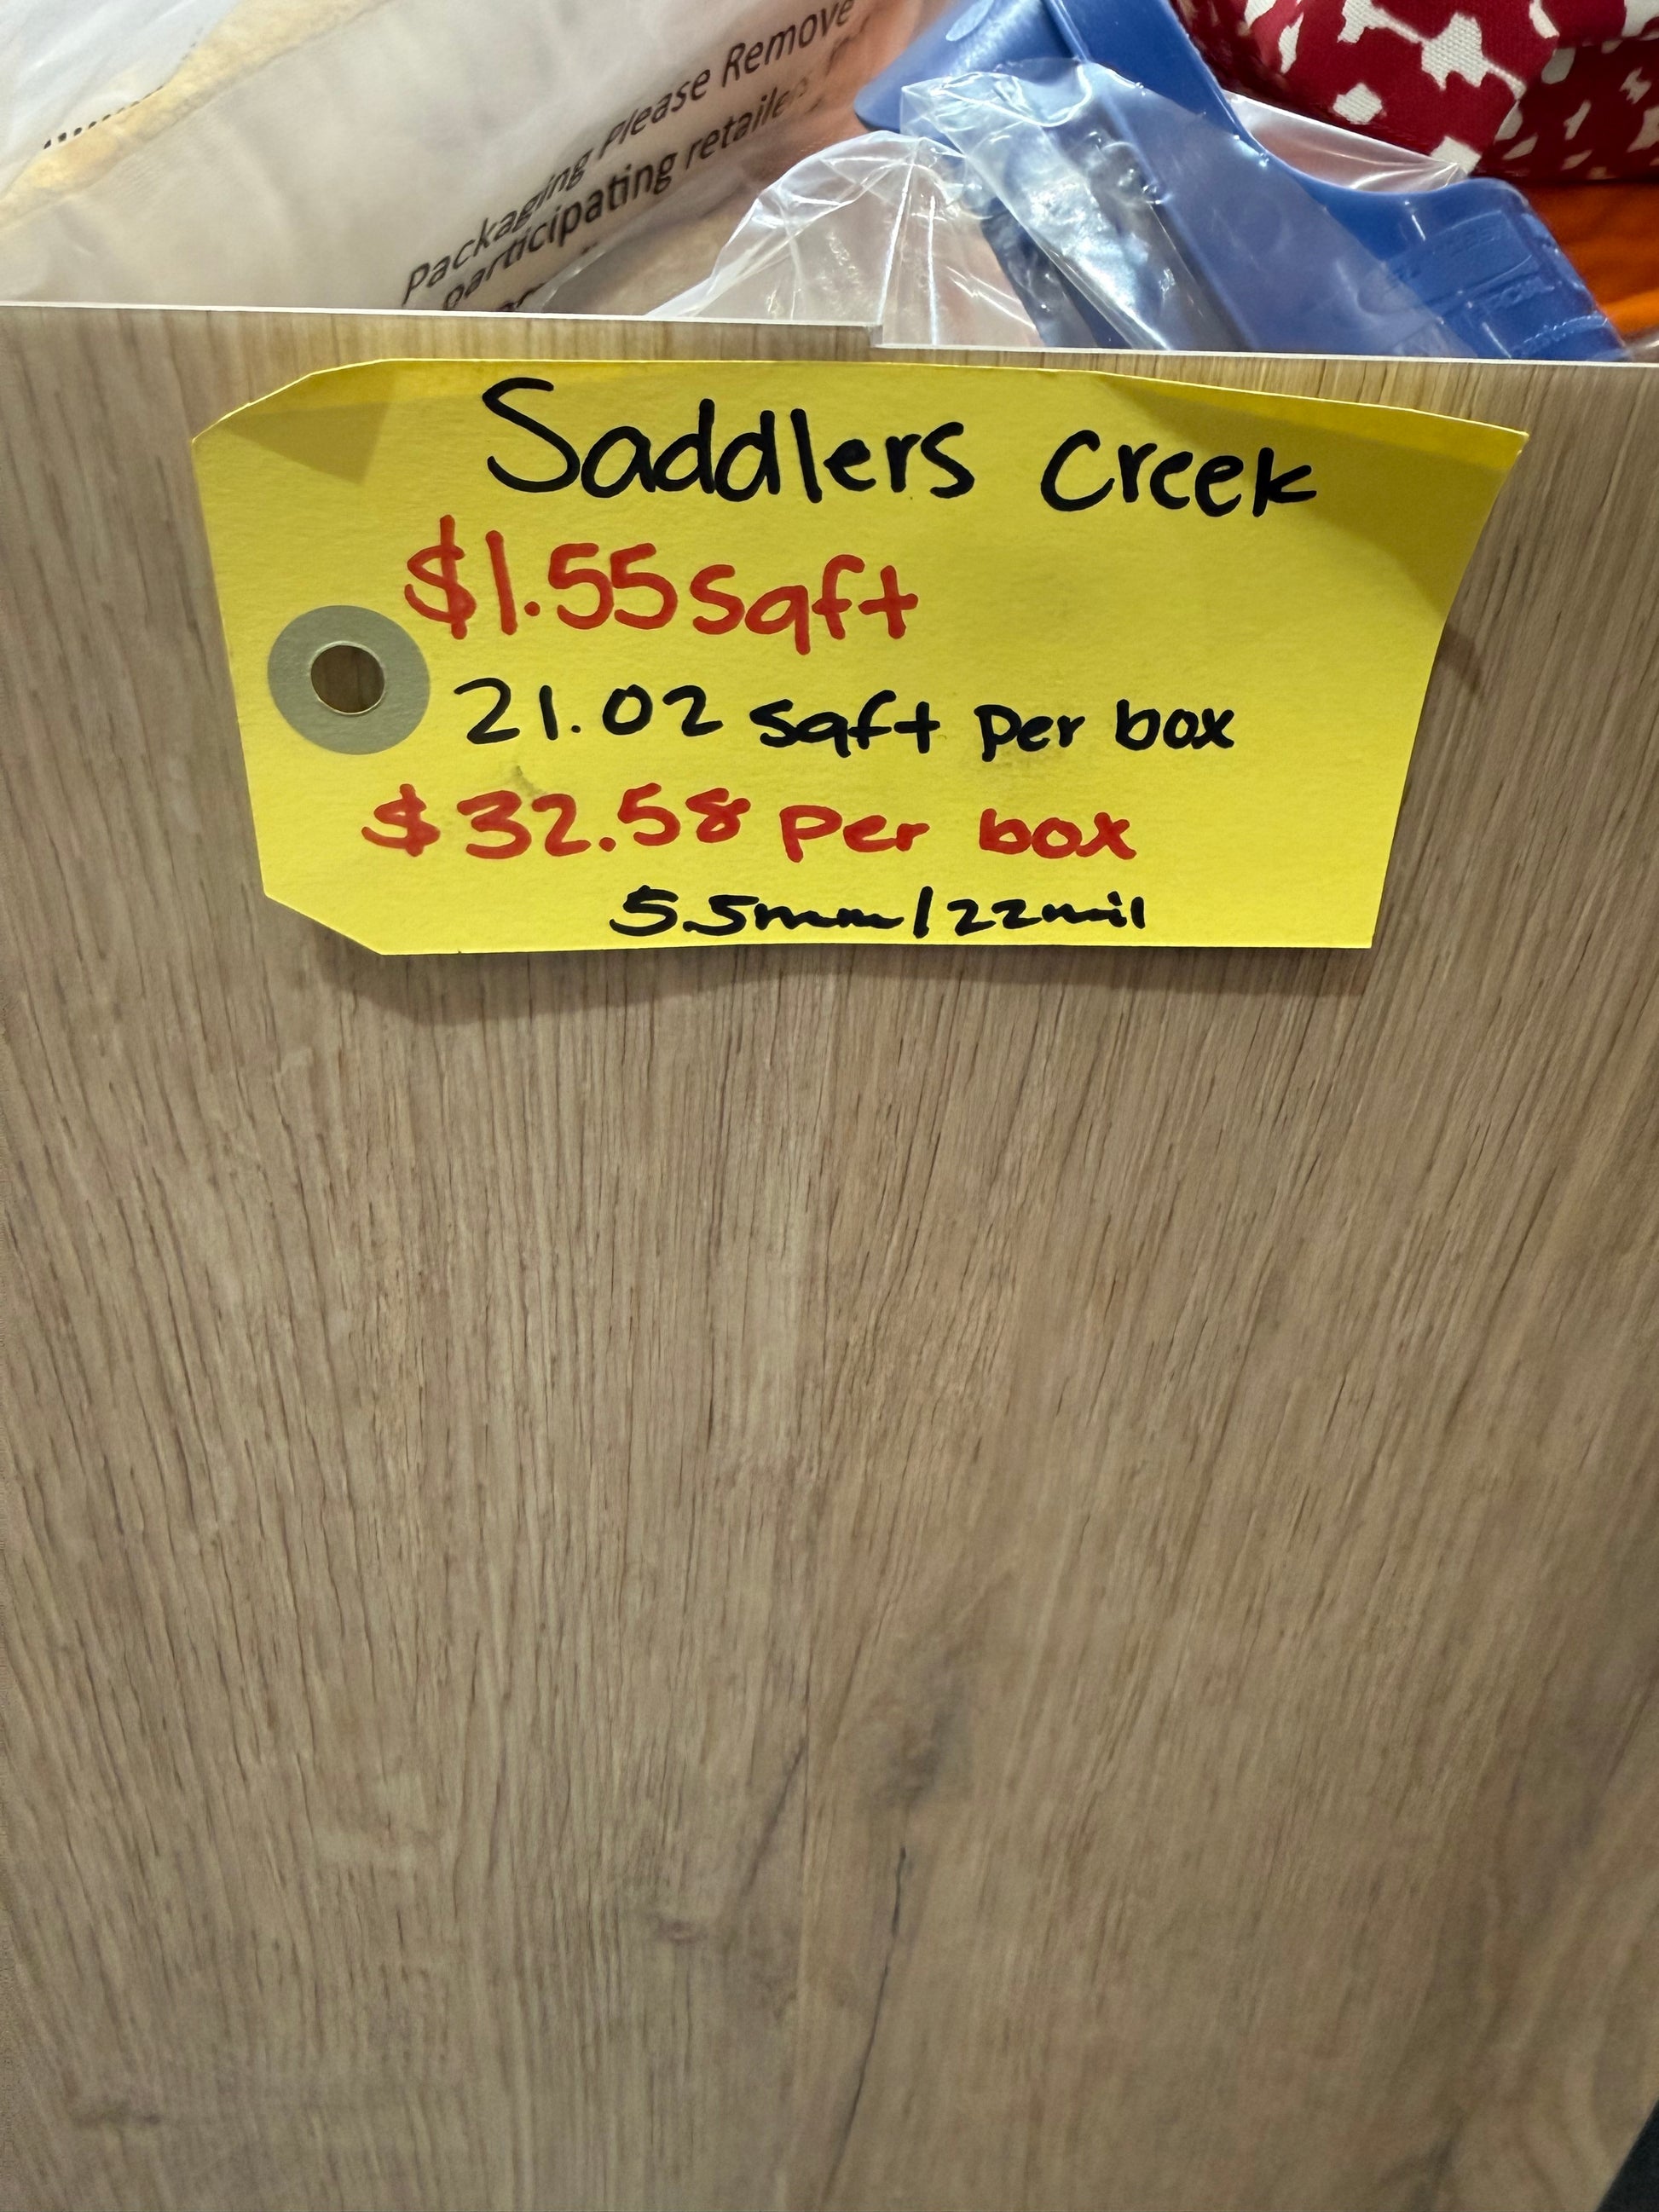 Packaging Please Remove
participating retailers
Saddlers Creek
$1.55 sqft
21.02 sqft per box
$32.58 per box
5.5mm/22mil